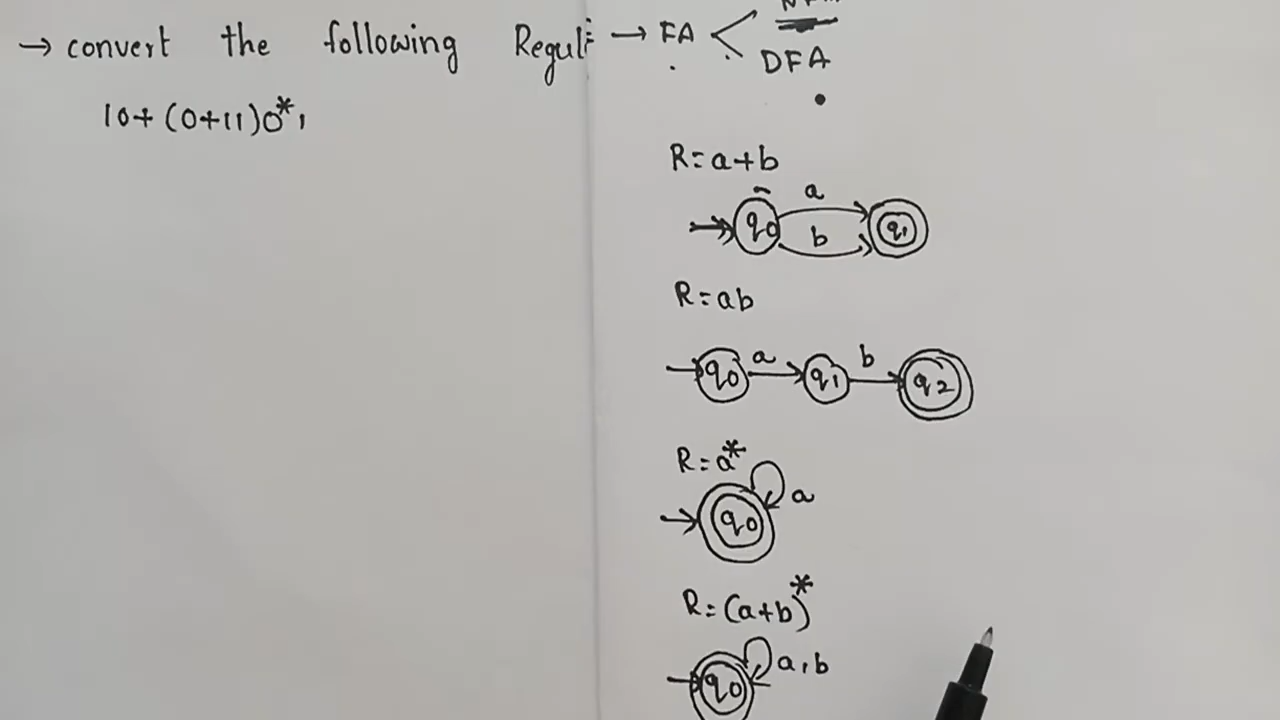 → convert the following Regul
10+(0+11)0*1
→ FA <
DFA
R=a+b
q0 a b q1
R=ab
q0 a q1 b q2
R=a*
q0 a
R=(a+b)*
q0 a,b